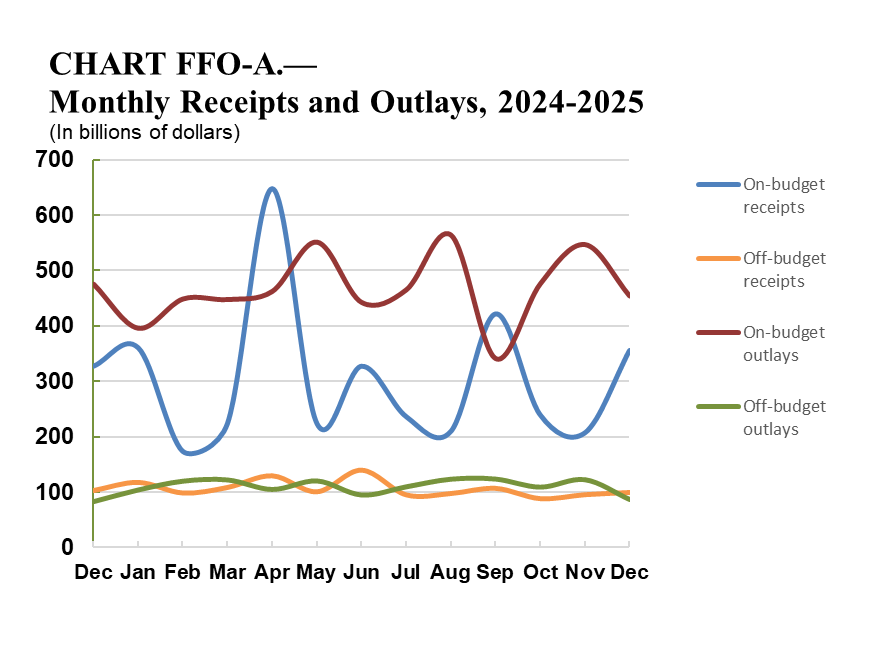 CHART FFO-A.—
Monthly Receipts and Outlays, 2024-2025
(In billions of dollars)
700
600
500
400
300
200
100
0
Dec Jan Feb Mar Apr May Jun Jul Aug Sep Oct Nov Dec
On-budget
receipts
Off-budget
receipts
On-budget
outlays
Off-budget
outlays